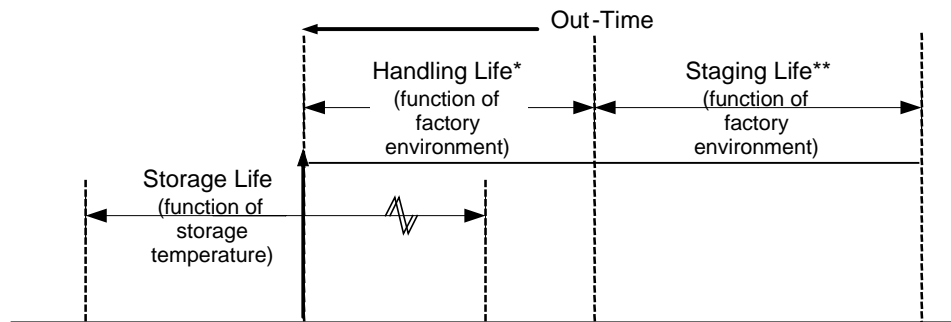 Out-Time
Handling Life*
(function of
factory
environment)
Staging Life**
(function of
factory
environment)
Storage Life
(function of
storage
temperature)